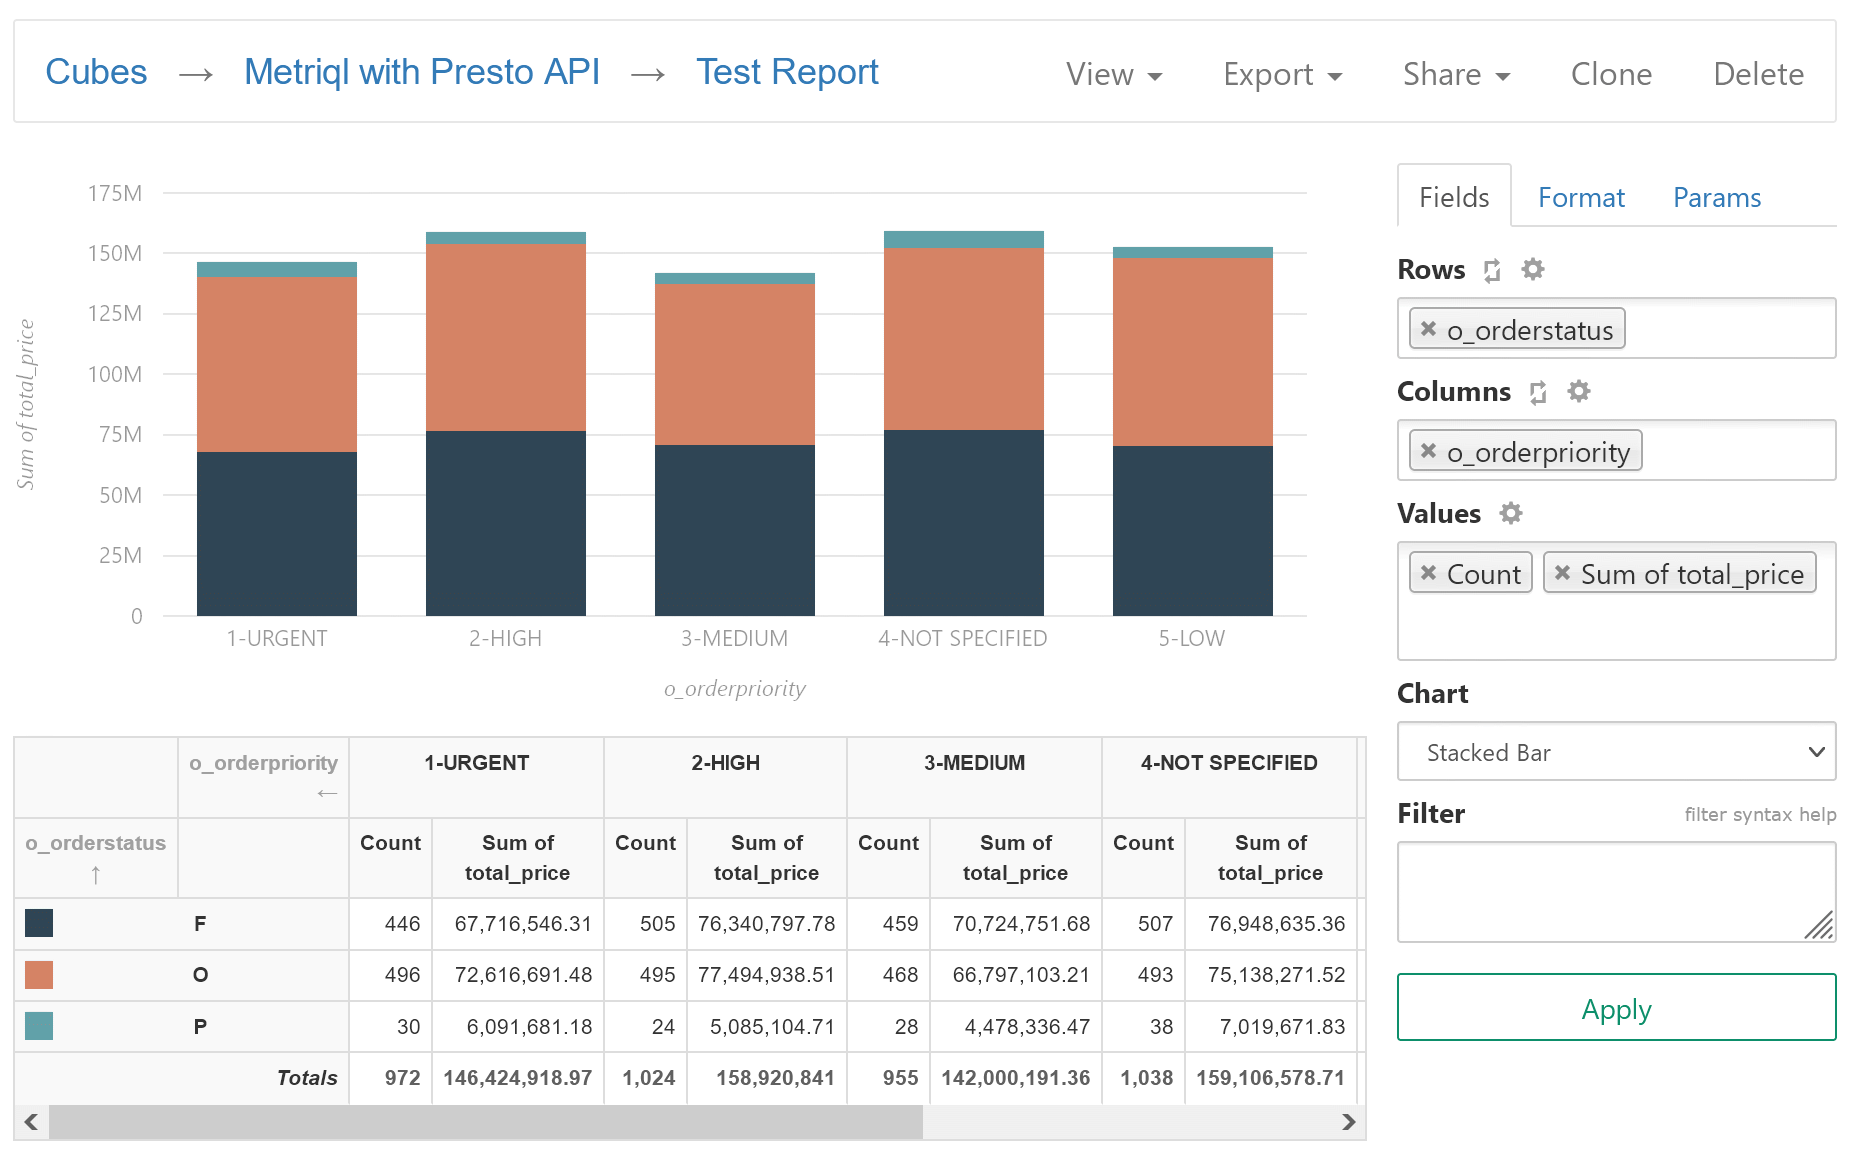 Cubes → Metriql with Presto API → Test Report View Export Share Clone Delete
175M
150M
125M
100M
75M
50M
25M
0
Sum of total_price
1-URGENT 2-HIGH 3-MEDIUM 4-NOT SPECIFIED 5-LOW
o_orderpriority
o_orderpriority ← 1-URGENT 2-HIGH 3-MEDIUM 4-NOT SPECIFIED
o_orderstatus ↑ Count Sum of total_price Count Sum of total_price Count Sum of total_price Count Sum of total_price
F 446 67,716,546.31 505 76,340,797.78 459 70,724,751.68 507 76,948,635.36
O 496 72,616,691.48 495 77,494,938.51 468 66,797,103.21 493 75,138,271.52
P 30 6,091,681.18 24 5,085,104.71 28 4,478,336.47 38 7,019,671.83
Totals 972 146,424,918.97 1,024 158,920,841 955 142,000,191.36 1,038 159,106,578.71
Fields Format Params
Rows
× o_orderstatus
Columns
× o_orderpriority
Values
× Count × Sum of total_price
Chart
Stacked Bar
Filter filter syntax help
Apply